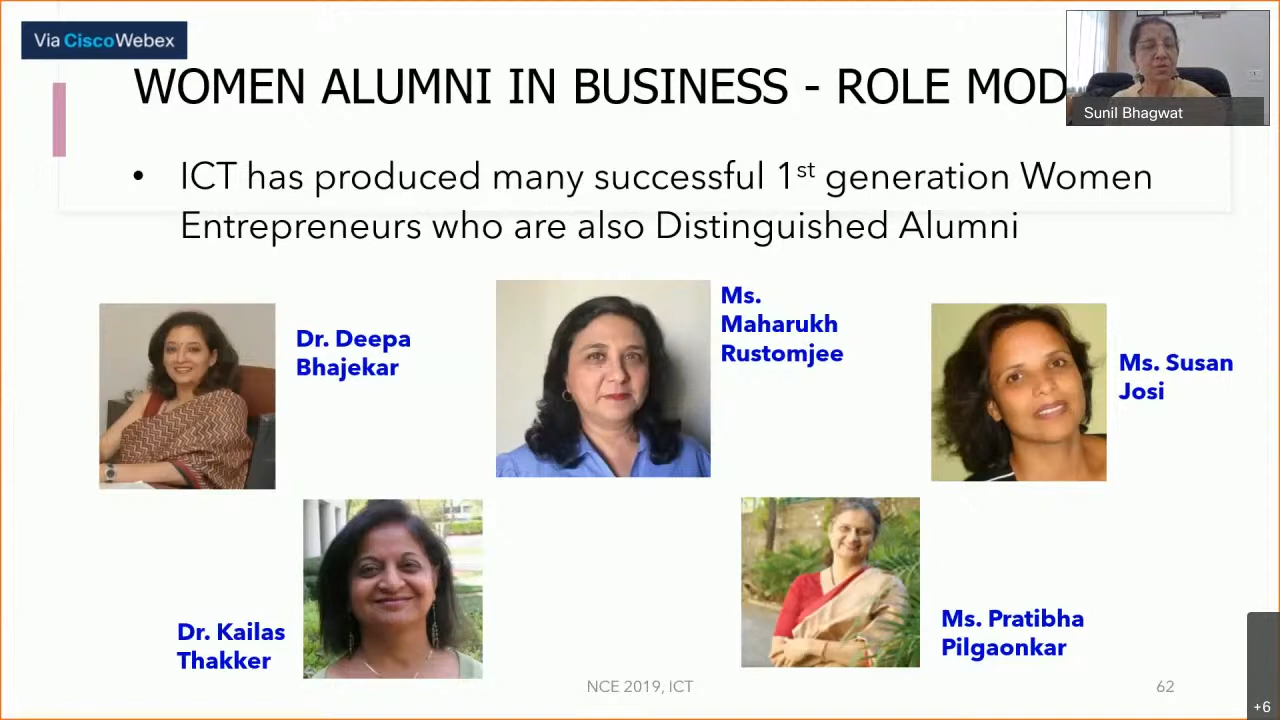 Via CiscoWebex
WOMEN ALUMNI IN BUSINESS - ROLE MOD
Sunil Bhagwat
• ICT has produced many successful 1st generation Women
Entrepreneurs who are also Distinguished Alumni
Dr. Deepa
Bhajekar
Ms.
Maharukh
Rustomjee
Ms. Susan
Josi
Dr. Kailas
Thakker
Ms. Pratibha
Pilgaonkar
NCE 2019, ICT
62
+6